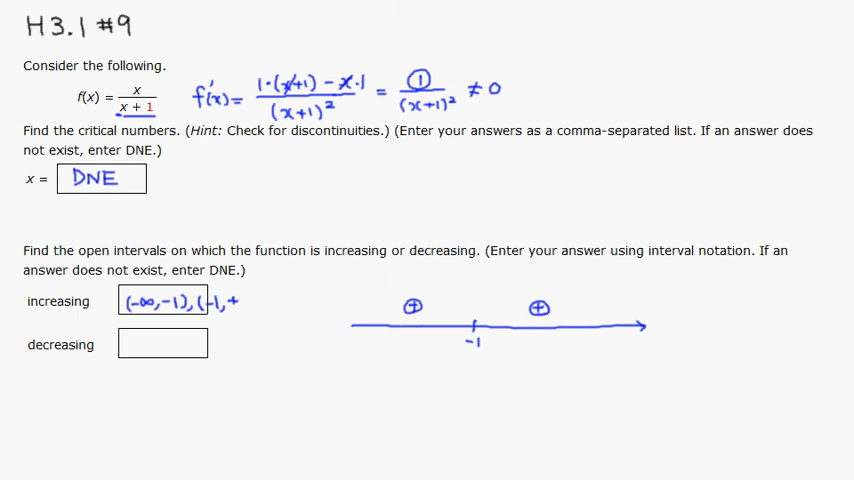 H 3.1 #9
Consider the following.
f(x) = x / (x + 1) f'(x) = (1·(x+1) − x·1) / (x+1)² = 1 / (x+1)² ≠ 0
Find the critical numbers. (Hint: Check for discontinuities.) (Enter your answers as a comma-separated list. If an answer does
not exist, enter DNE.)
x = DNE
Find the open intervals on which the function is increasing or decreasing. (Enter your answer using interval notation. If an
answer does not exist, enter DNE.)
increasing (-∞, -1), (-1, + ⊕ ⊕
-1
decreasing